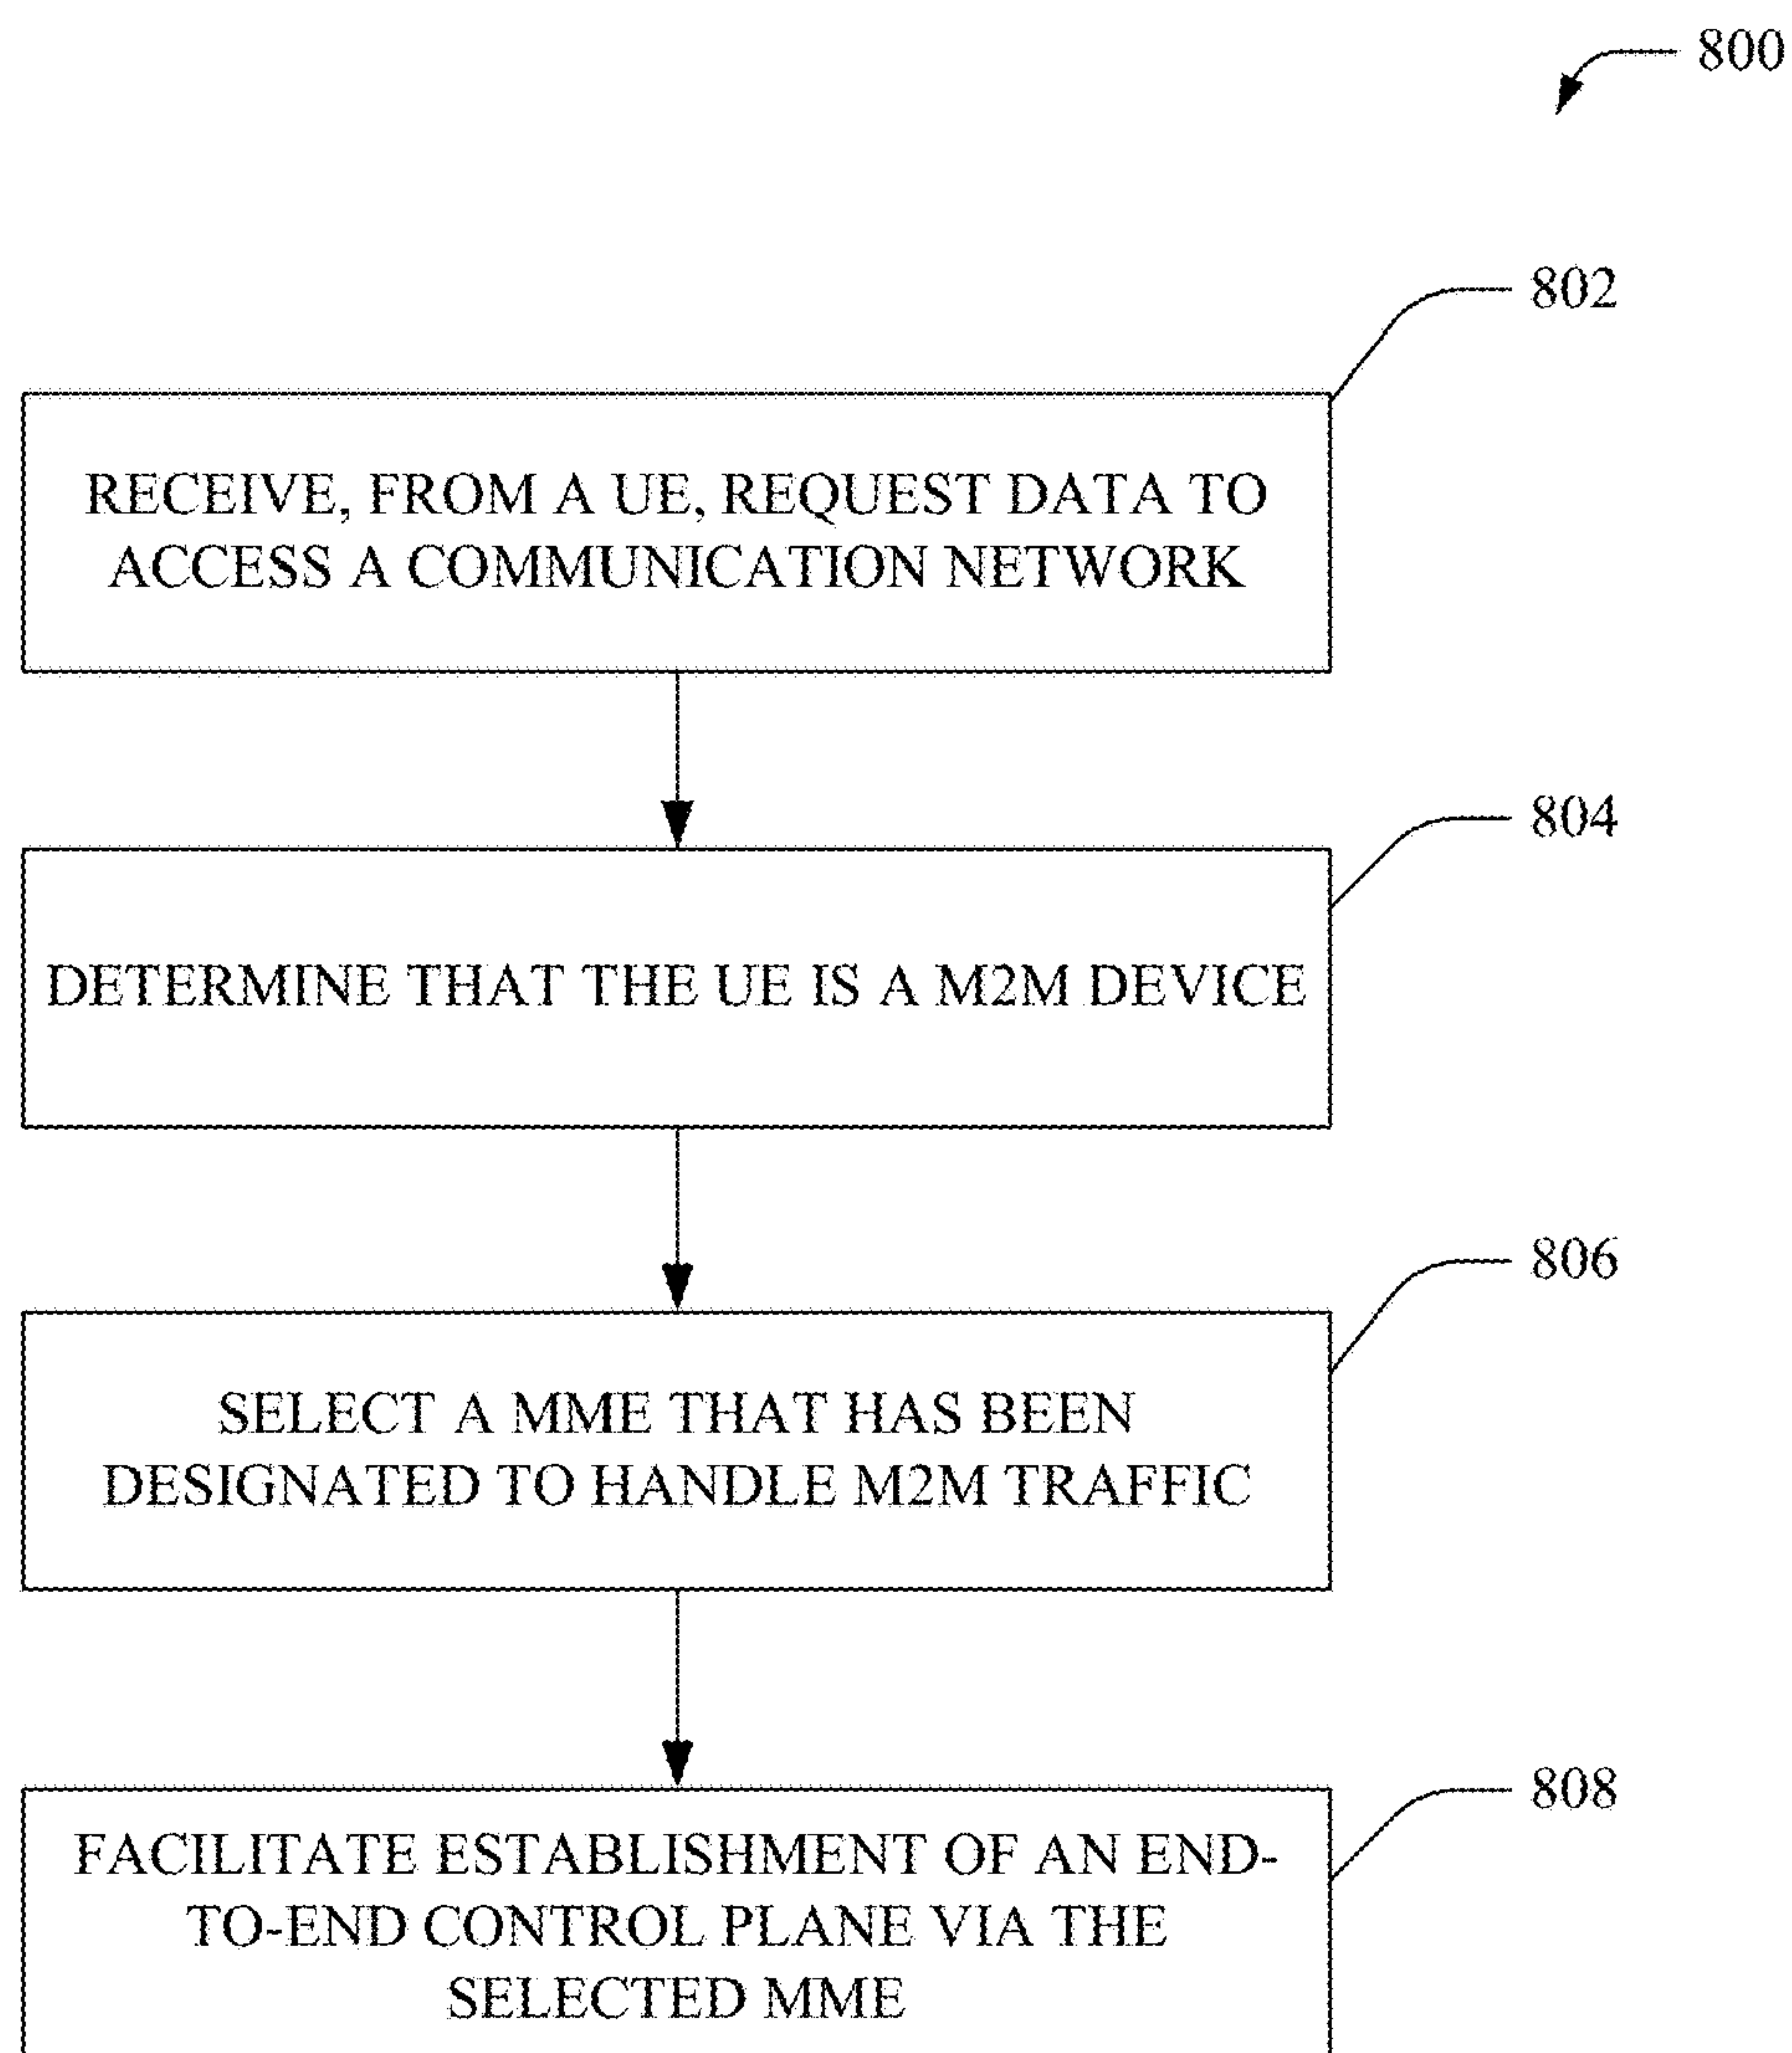 800
802
RECEIVE, FROM A UE, REQUEST DATA TO
ACCESS A COMMUNICATION NETWORK
804
DETERMINE THAT THE UE IS A M2M DEVICE
806
SELECT A MME THAT HAS BEEN
DESIGNATED TO HANDLE M2M TRAFFIC
808
FACILITATE ESTABLISHMENT OF AN END-
TO-END CONTROL PLANE VIA THE
SELECTED MME